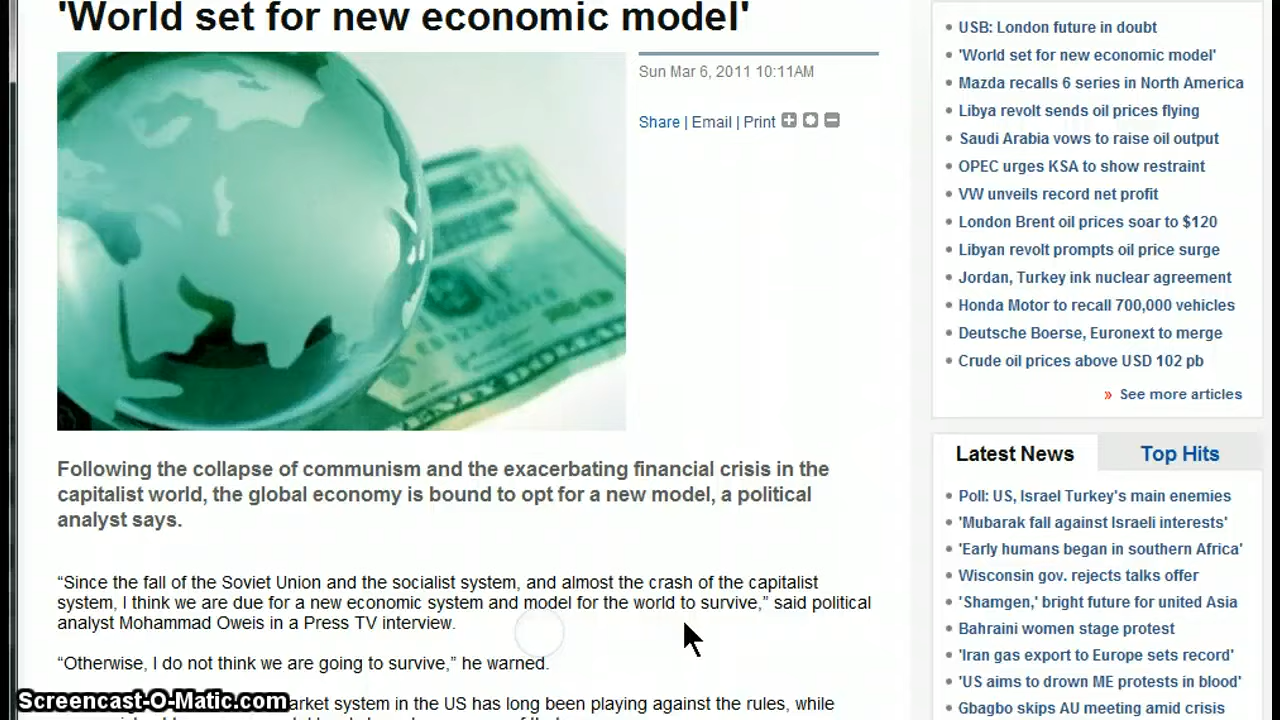 'World set for new economic model'
Sun Mar 6, 2011 10:11AM
Share | Email | Print
Following the collapse of communism and the exacerbating financial crisis in the
capitalist world, the global economy is bound to opt for a new model, a political
analyst says.
“Since the fall of the Soviet Union and the socialist system, and almost the crash of the capitalist
system, I think we are due for a new economic system and model for the world to survive,” said political
analyst Mohammad Oweis in a Press TV interview.
“Otherwise, I do not think we are going to survive,” he warned.
market system in the US has long been playing against the rules, while
Screencast-O-Matic.com
USB: London future in doubt
'World set for new economic model'
Mazda recalls 6 series in North America
Libya revolt sends oil prices flying
Saudi Arabia vows to raise oil output
OPEC urges KSA to show restraint
VW unveils record net profit
London Brent oil prices soar to $120
Libyan revolt prompts oil price surge
Jordan, Turkey ink nuclear agreement
Honda Motor to recall 700,000 vehicles
Deutsche Boerse, Euronext to merge
Crude oil prices above USD 102 pb
» See more articles
Latest News
Top Hits
Poll: US, Israel Turkey's main enemies
'Mubarak fall against Israeli interests'
'Early humans began in southern Africa'
Wisconsin gov. rejects talks offer
'Shamgen,' bright future for united Asia
Bahraini women stage protest
'Iran gas export to Europe sets record'
'US aims to drown ME protests in blood'
Gbagbo skips AU meeting amid crisis